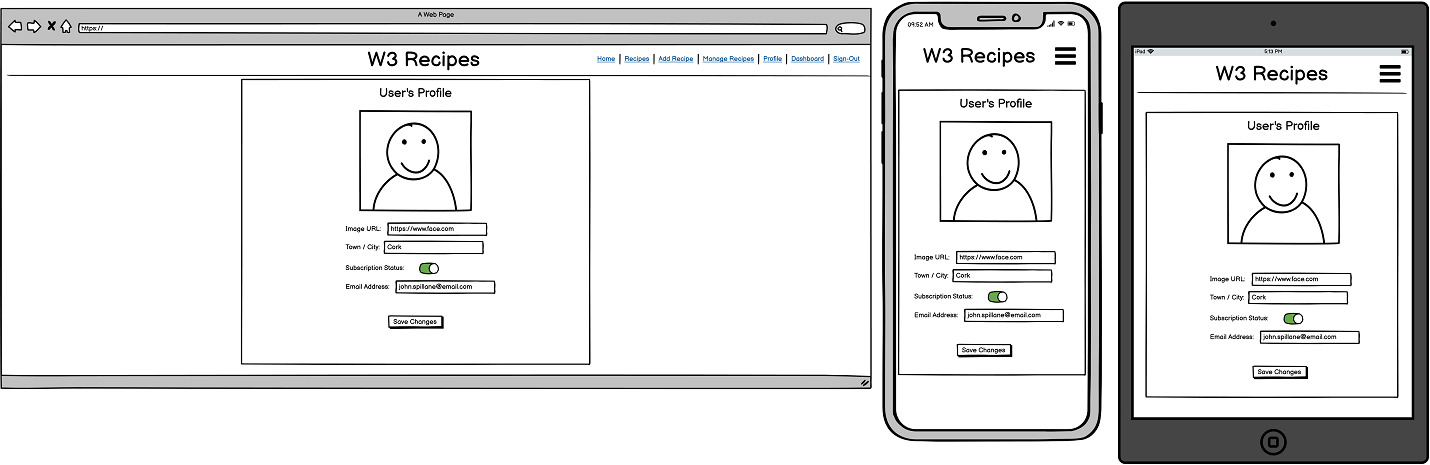 A Web Page
https://
W3 Recipes
Home | Recipes | Add Recipe | Manage Recipes | Profile | Dashboard | Sign-Out
User's Profile
Image URL: https://www.face.com
Town / City: Cork
Subscription Status:
Email Address: john.spillane@email.com
Save Changes
09:52 AM
W3 Recipes
User's Profile
Image URL: https://www.face.com
Town / City: Cork
Subscription Status:
Email Address: john.spillane@email.com
Save Changes
iPad 5:13 PM
W3 Recipes
User's Profile
Image URL: https://www.face.com
Town / City: Cork
Subscription Status:
Email Address: john.spillane@email.com
Save Changes